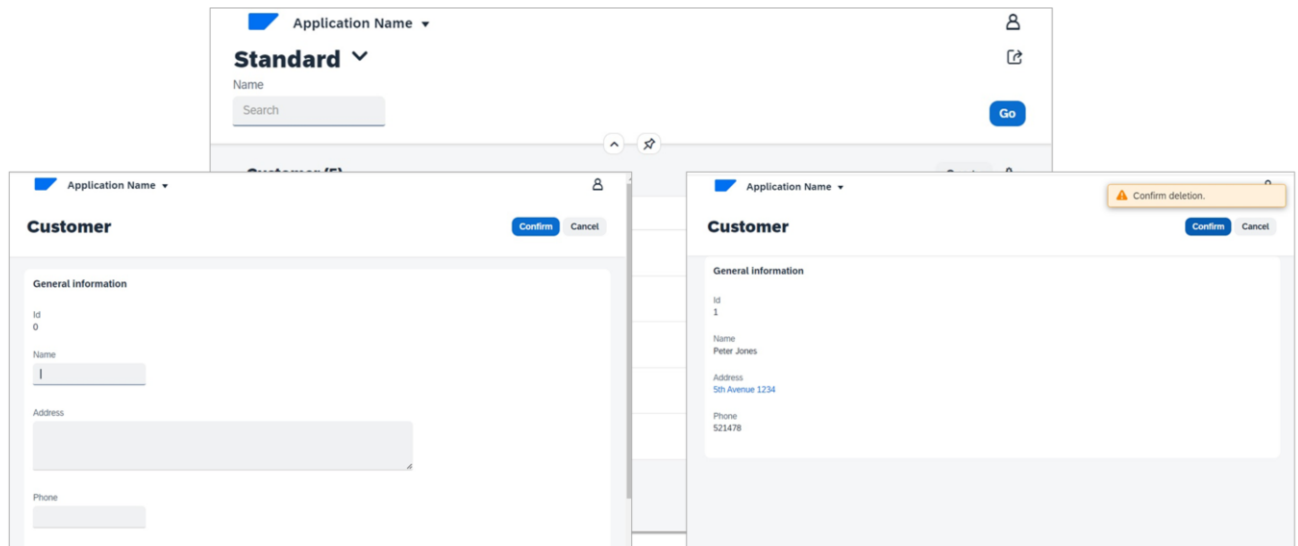 Application Name
Standard
Name
Search
Go
Customer (5)
Application Name
Customer
Confirm Cancel
General information
Id
0
Name
Address
Phone
Application Name
Confirm deletion.
Customer
Confirm Cancel
General information
Id
1
Name
Peter Jones
Address
5th Avenue 1234
Phone
521478